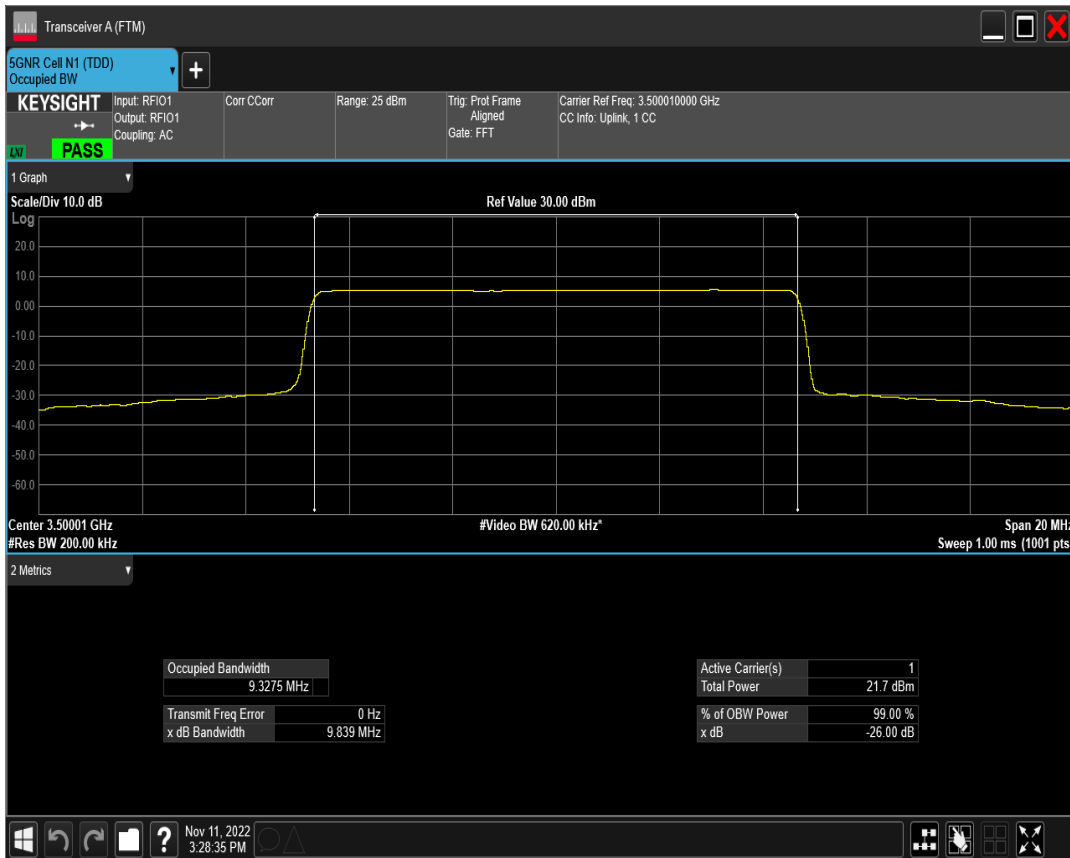 Transceiver A (FTM)
5GNR Cell N1 (TDD)
Occupied BW
+
KEYSIGHT
LXI
PASS
Input: RFIO1
Output: RFIO1
Coupling: AC
Corr CCorr
Range: 25 dBm
Trig: Prot Frame
Aligned
Gate: FFT
Carrier Ref Freq: 3.500010000 GHz
CC Info: Uplink, 1 CC
1 Graph
Scale/Div 10.0 dB
Ref Value 30.00 dBm
Log
20.0
10.0
0.00
-10.0
-20.0
-30.0
-40.0
-50.0
-60.0
Center 3.50001 GHz
#Video BW 620.00 kHz*
Span 20 MHz
#Res BW 200.00 kHz
Sweep 1.00 ms (1001 pts
2 Metrics
Occupied Bandwidth
9.3275 MHz
Transmit Freq Error 0 Hz
x dB Bandwidth 9.839 MHz
Active Carrier(s) 1
Total Power 21.7 dBm
% of OBW Power 99.00 %
x dB -26.00 dB
?
Nov 11, 2022
3:28:35 PM